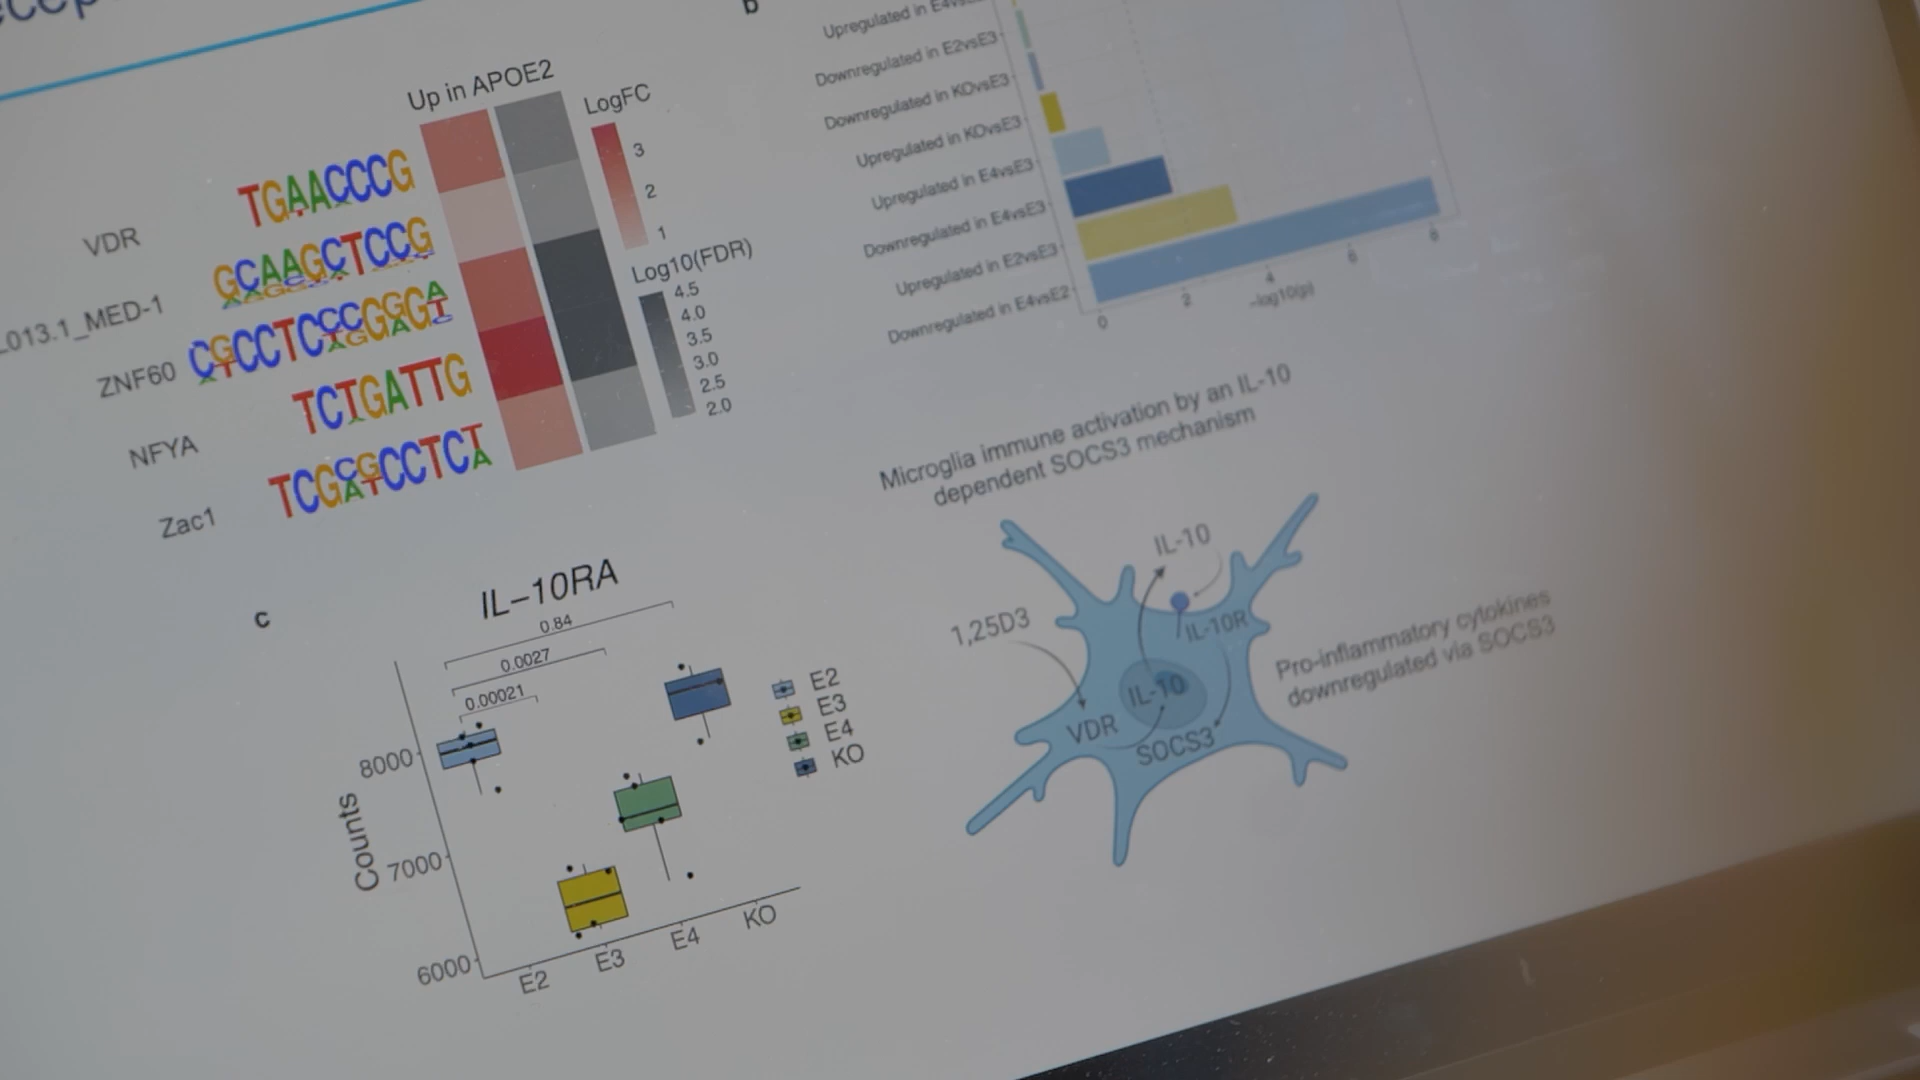 b
Up in APOE2
LogFC
3
2
1
Log10(FDR)
4.5
4.0
3.5
3.0
2.5
2.0
VDR
TGAACCCG
L013.1_MED-1
GCAAGCTCCG
ZNF60
NFYA
TCTGATTG
Zac1
Downregulated in E2vsE3
Downregulated in KOvsE3
Upregulated in KOvsE3
Upregulated in E4vsE3
Downregulated in E4vsE3
Upregulated in E2vsE3
Downregulated in E4vsE2
0
2
4
6
8
-log10(p)
c
IL-10RA
0.84
0.0027
0.00021
Counts
8000
7000
6000
E2
E3
E4
KO
E2
E3
E4
KO
Microglia immune activation by an IL-10
dependent SOCS3 mechanism
IL-10
1,25D3
IL-10R
IL-10
VDR
SOCS3
Pro-inflammatory cytokines
downregulated via SOCS3